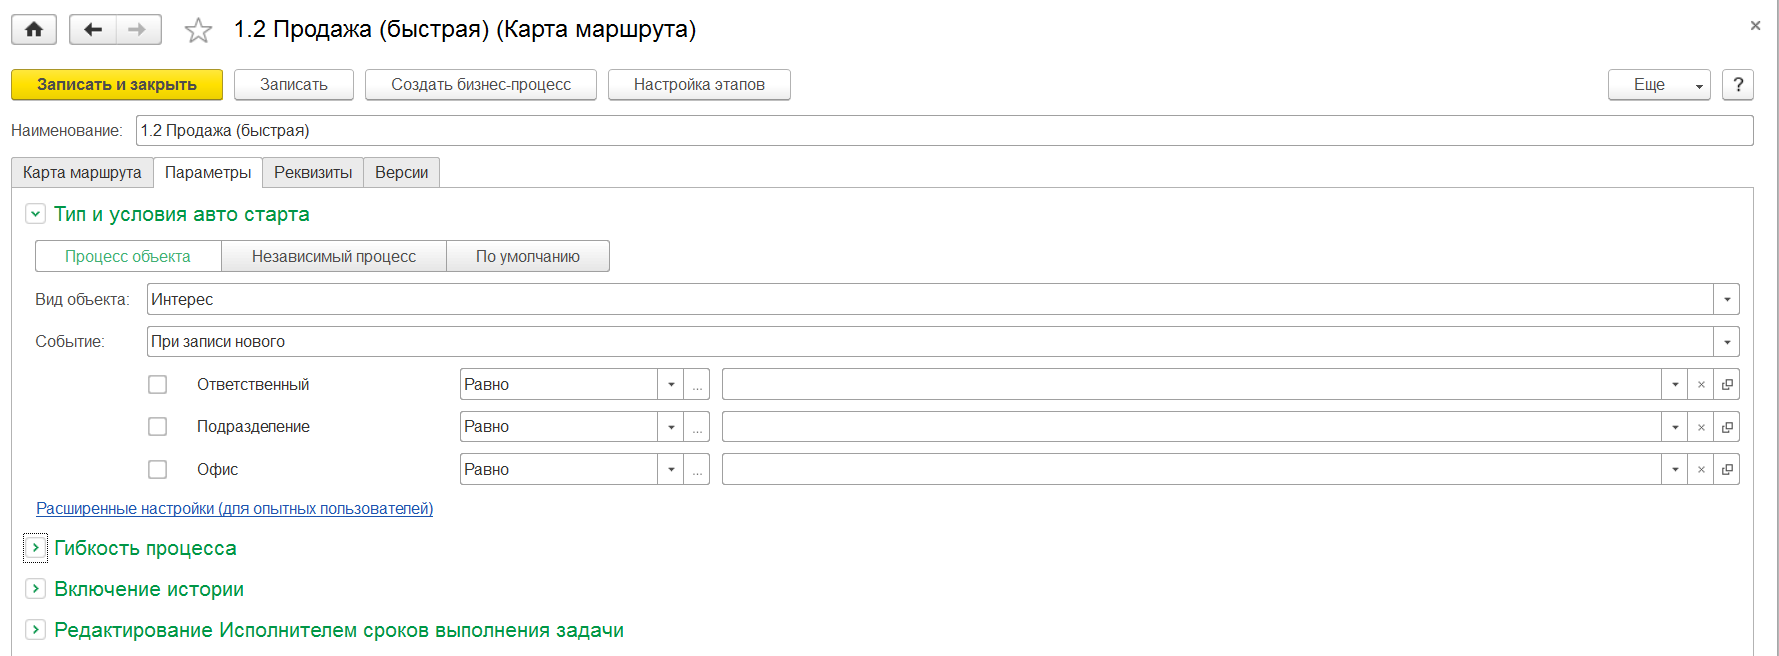 1.2 Продажа (быстрая) (Карта маршрута)
Записать и закрыть Записать Создать бизнес-процесс Настройка этапов Еще ?
Наименование: 1.2 Продажа (быстрая)
Карта маршрута Параметры Реквизиты Версии
Тип и условия авто старта
Процесс объекта Независимый процесс По умолчанию
Вид объекта: Интерес
Событие: При записи нового
Ответственный Равно ...
Подразделение Равно ...
Офис Равно ...
Расширенные настройки (для опытных пользователей)
Гибкость процесса
Включение истории
Редактирование Исполнителем сроков выполнения задачи